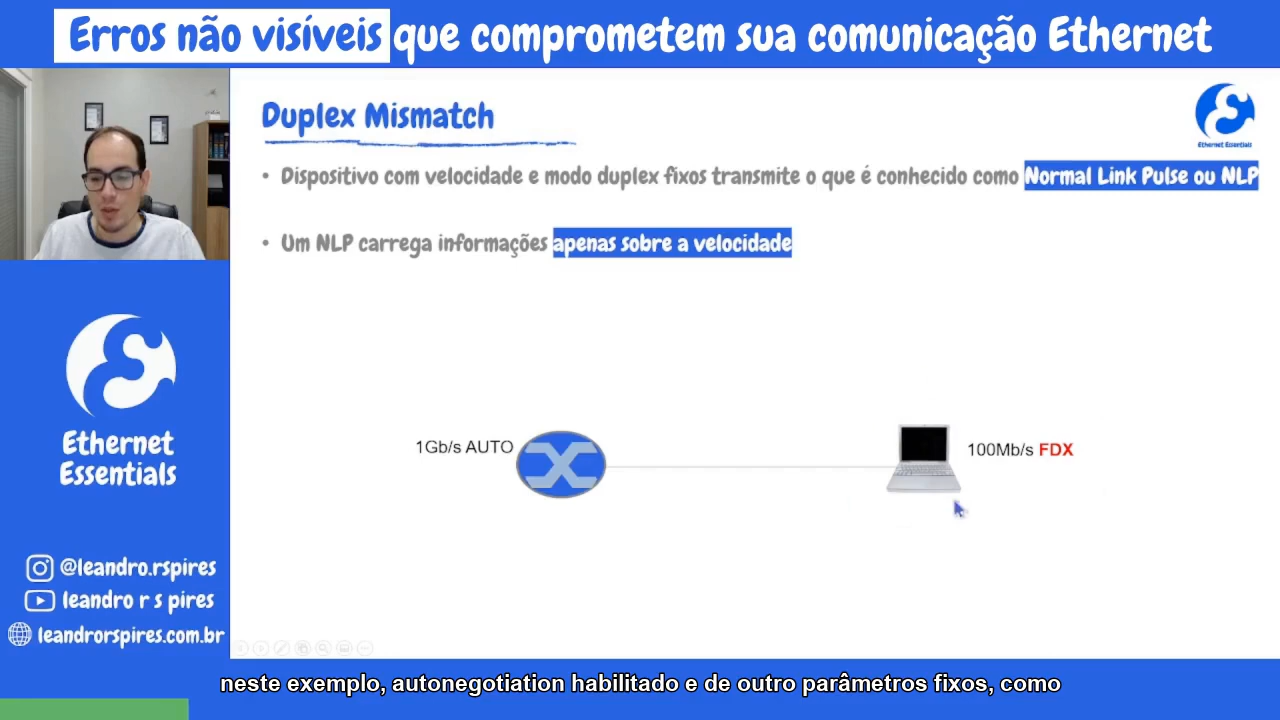 Erros não visíveis que comprometem sua comunicação Ethernet
Duplex Mismatch
Ethernet Essentials
• Dispositivo com velocidade e modo duplex fixos transmite o que é conhecido como Normal Link Pulse ou NLP
• Um NLP carrega informações apenas sobre a velocidade
1Gb/s AUTO
100Mb/s FDX
Ethernet
Essentials
@leandro.rspires
leandro r s pires
leandrorspires.com.br
neste exemplo, autonegotiation habilitado e de outro parâmetros fixos, como